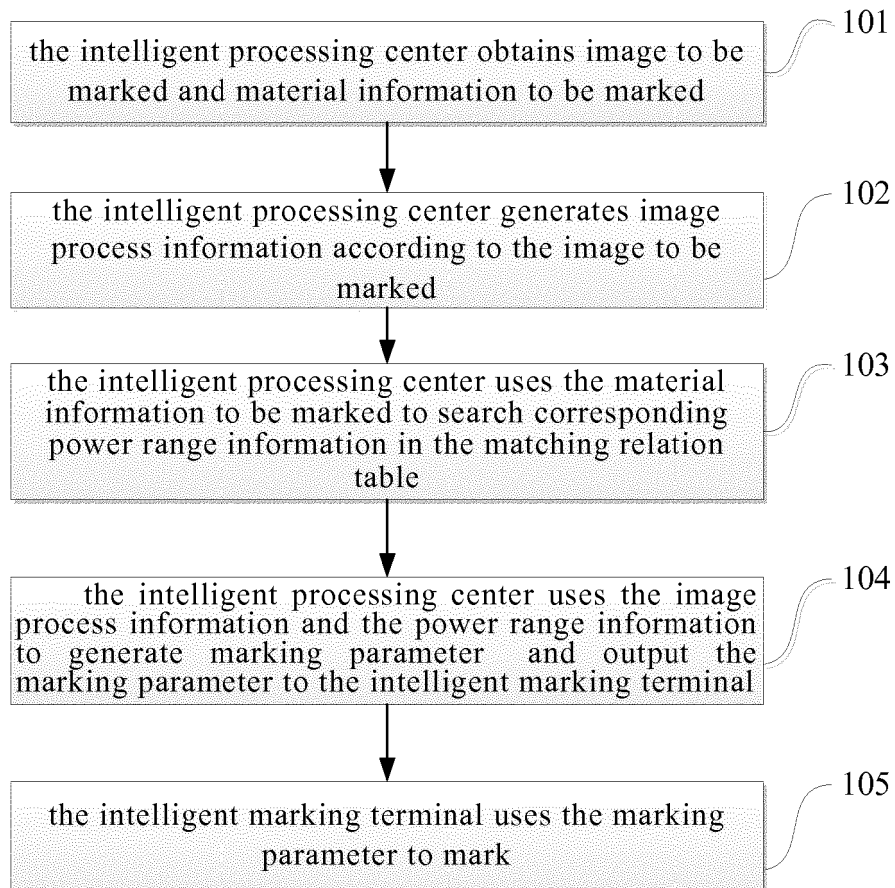 101
the intelligent processing center obtains image to be
marked and material information to be marked
102
the intelligent processing center generates image
process information according to the image to be
marked
103
the intelligent processing center uses the material
information to be marked to search corresponding
power range information in the matching relation
table
104
the intelligent processing center uses the image
process information and the power range information
to generate marking parameter and output the
marking parameter to the intelligent marking terminal
105
the intelligent marking terminal uses the marking
parameter to mark